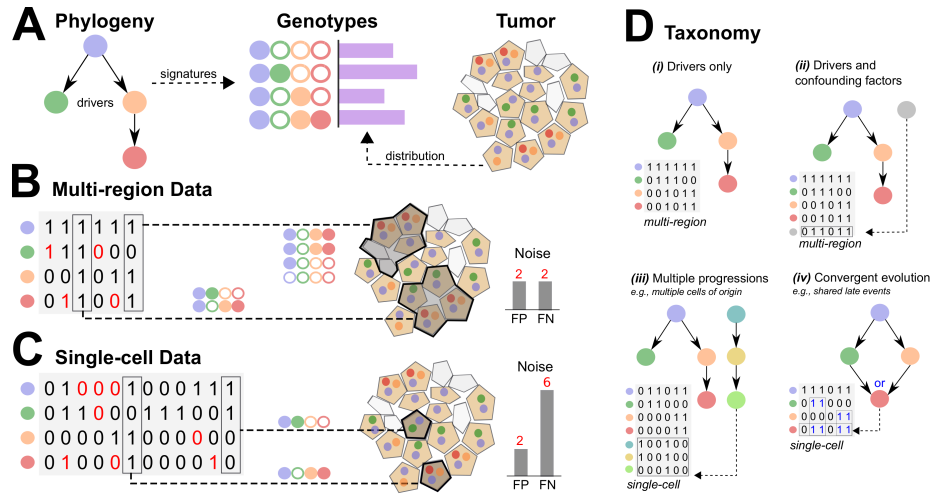 A
Phylogeny
drivers
signatures
Genotypes
distribution
Tumor
B
Multi-region Data
1 1 1 1 1 1
1 1 1 0 0 0
0 0 1 0 1 1
0 1 1 0 0 1
Noise
2 2
FP FN
C
Single-cell Data
0 1 0 0 0 1 0 0 0 1 1 1
0 1 1 0 0 0 1 1 1 0 0 1
0 0 0 0 1 1 0 0 0 0 0 0
0 1 0 0 0 1 0 0 0 0 1 0
Noise
6
2
FP FN
D
Taxonomy
(i) Drivers only
1 1 1 1 1 1
0 1 1 1 0 0
0 0 1 0 1 1
0 0 1 0 1 1
multi-region
(ii) Drivers and
confounding factors
1 1 1 1 1 1
0 1 1 1 0 0
0 0 1 0 1 1
0 0 1 0 1 1
0 1 1 0 1 1
multi-region
(iii) Multiple progressions
e.g., multiple cells of origin
0 1 1 0 1 1
0 1 1 0 0 1
0 0 0 0 1 1
0 0 0 0 1 1
1 0 0 1 0 0
1 0 0 1 0 0
0 0 0 1 0 0
single-cell
(iv) Convergent evolution
e.g., shared late events
or
1 1 1 0 1 1
0 1 1 0 0 0
0 0 0 0 1 1
0 1 1 0 1 1
single-cell